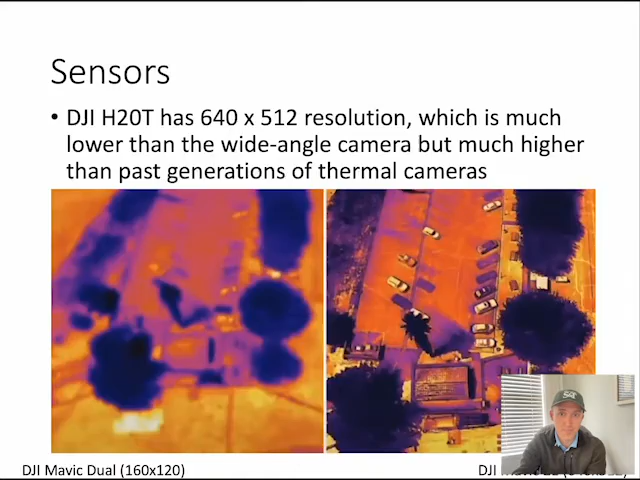 Sensors
• DJI H20T has 640 x 512 resolution, which is much
lower than the wide-angle camera but much higher
than past generations of thermal cameras
DJI Mavic Dual (160x120)
DJI